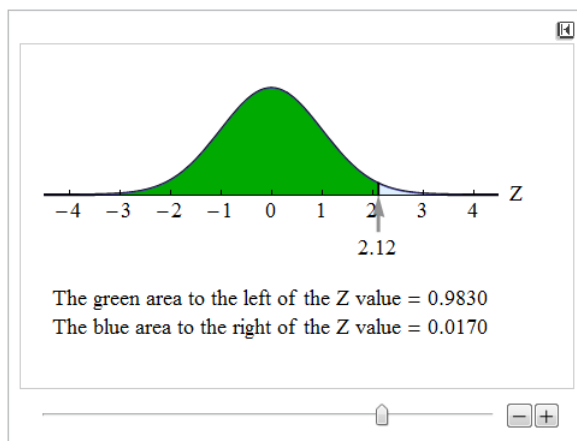 −4 −3 −2 −1 0 1 2 3 4 Z
2.12
The green area to the left of the Z value = 0.9830
The blue area to the right of the Z value = 0.0170